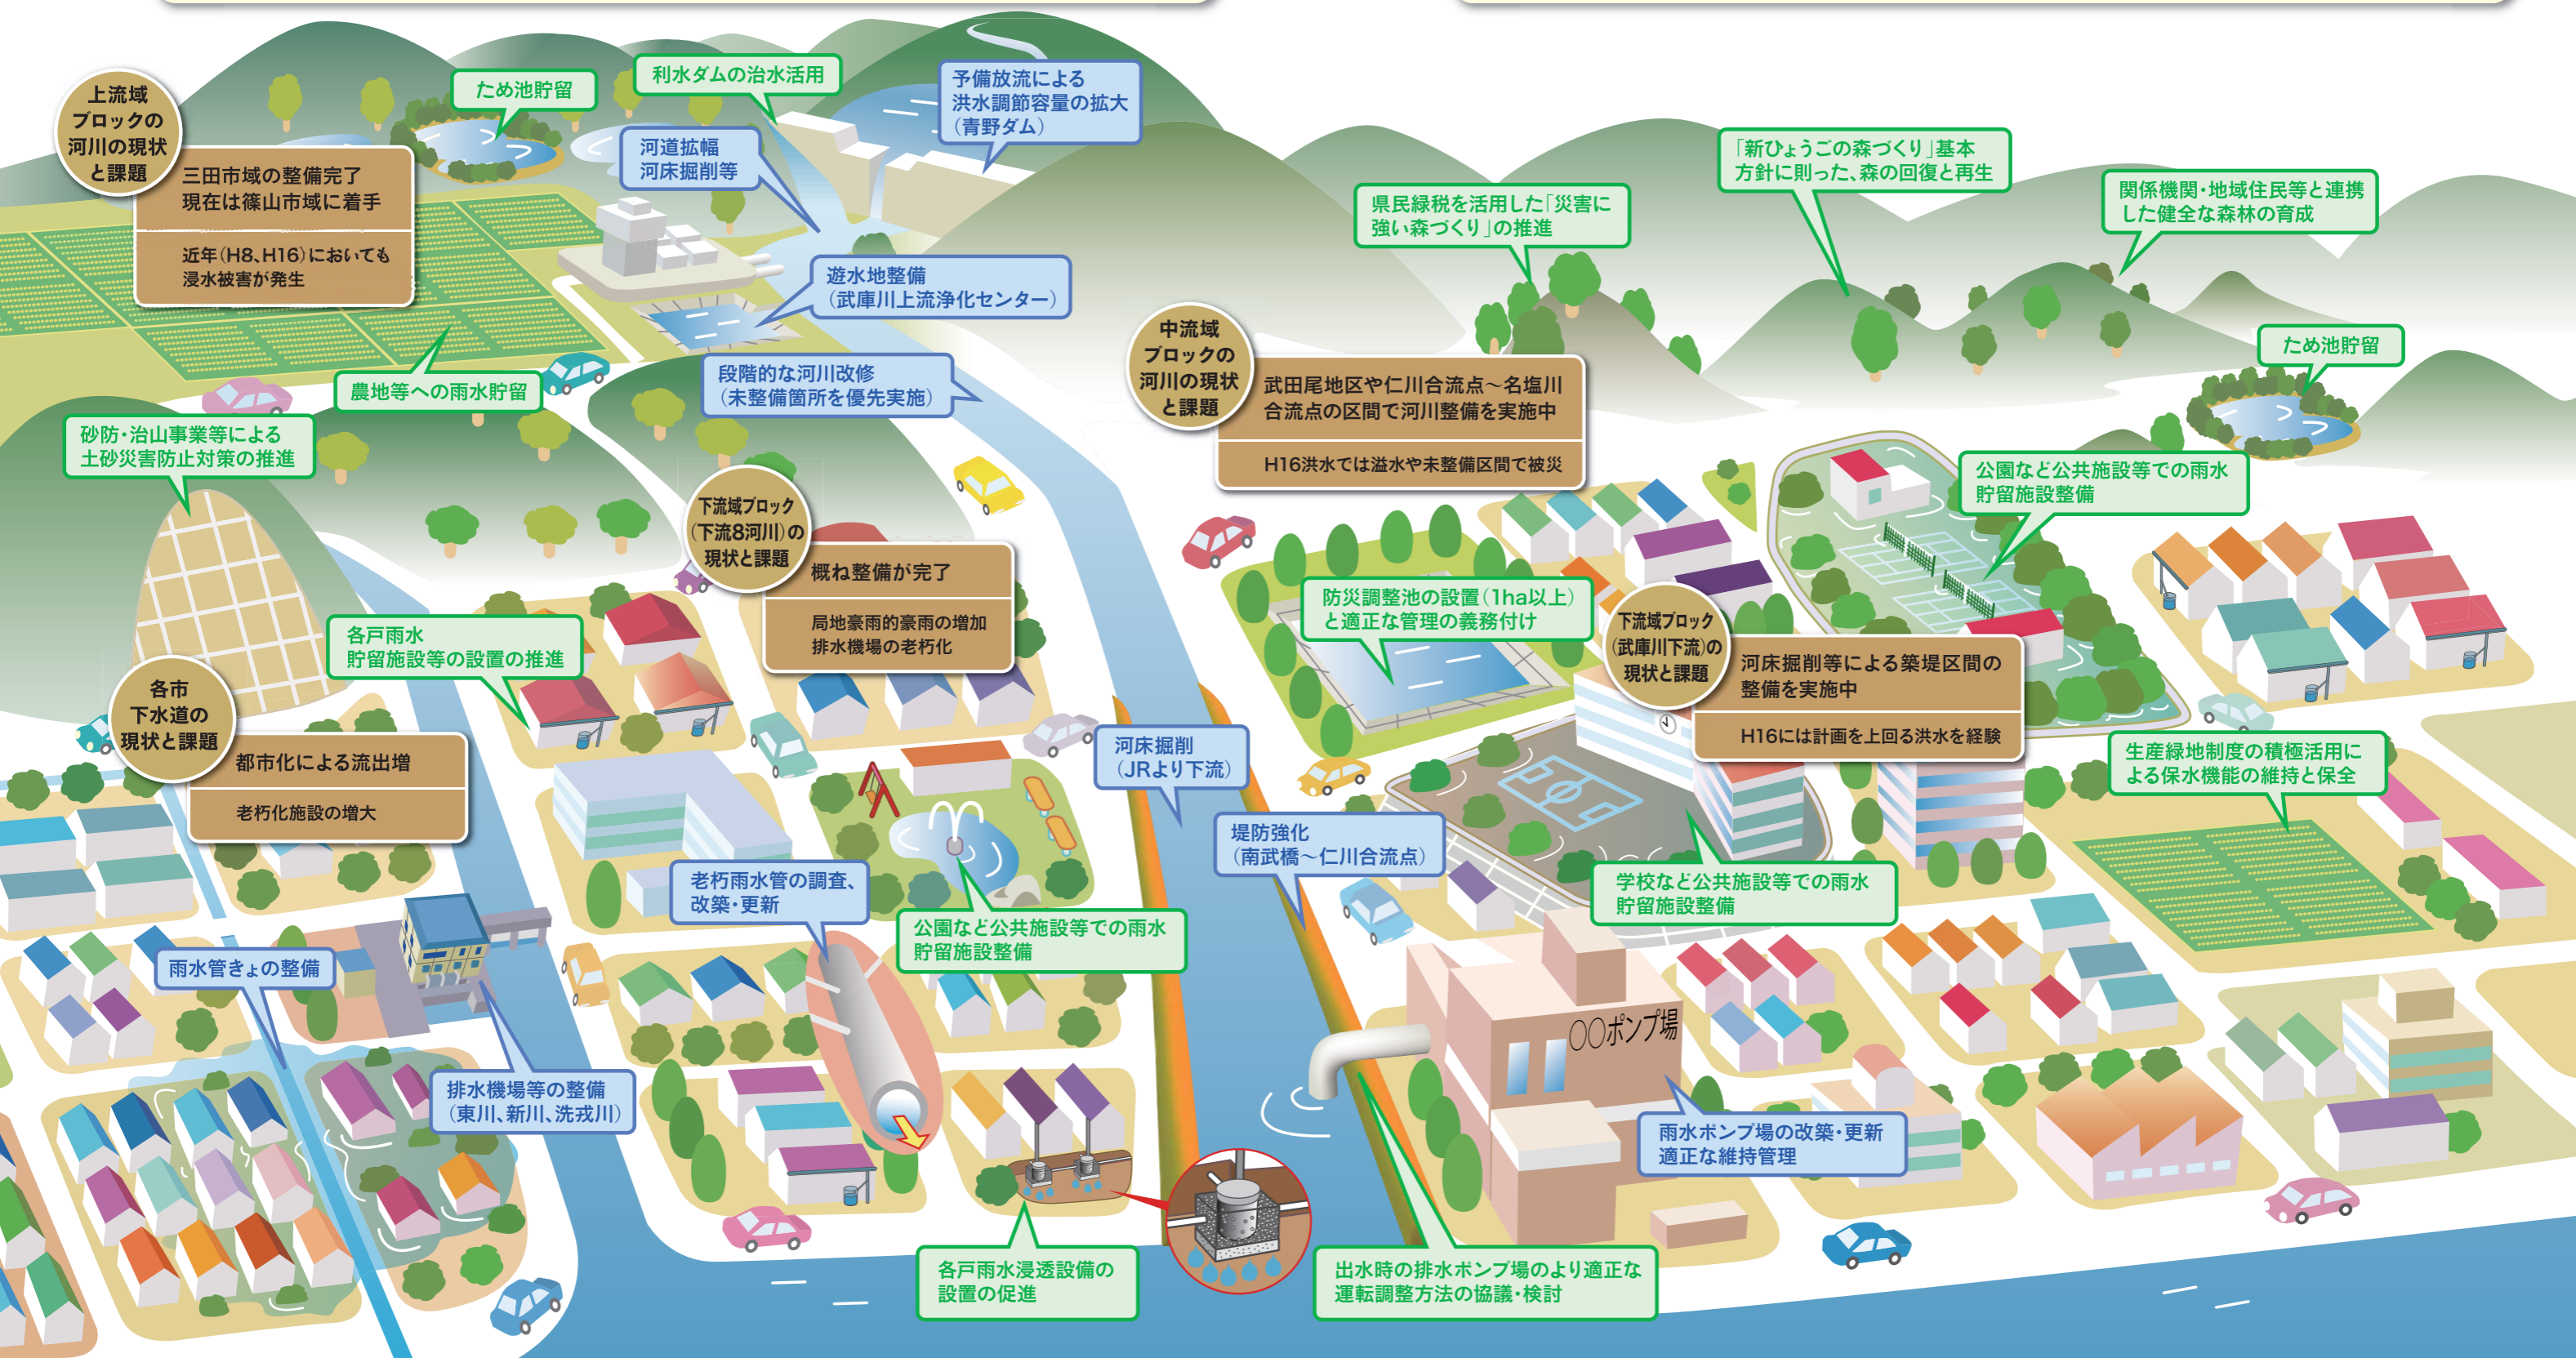 上流域
ブロックの
河川の現状
と課題
三田市域の整備完了
現在は篠山市域に着手
近年（H8、H16）においても
浸水被害が発生
ため池貯留
利水ダムの治水活用
予備放流による
洪水調節容量の拡大
（青野ダム）
河道拡幅
河床掘削等
遊水地整備
（武庫川上流浄化センター）
段階的な河川改修
（未整備箇所を優先実施）
農地等への雨水貯留
砂防・治山事業等による
土砂災害防止対策の推進
県民緑税を活用した「災害に
強い森づくり」の推進
「新ひょうごの森づくり」基本
方針に則った、森の回復と再生
関係機関・地域住民等と連携
した健全な森林の育成
ため池貯留
中流域
ブロックの
河川の現状
と課題
武田尾地区や仁川合流点～名塩川
合流点の区間で河川整備を実施中
H16洪水では溢水や未整備区間で被災
公園など公共施設等での雨水
貯留施設整備
下流域ブロック
（下流8河川）の
現状と課題
概ね整備が完了
局地豪雨的豪雨の増加
排水機場の老朽化
防災調整池の設置（1ha以上）
と適正な管理の義務付け
下流域ブロック
（武庫川下流）の
現状と課題
河床掘削等による築堤区間の
整備を実施中
H16には計画を上回る洪水を経験
各戸雨水
貯留施設等の設置の推進
各市
下水道の
現状と課題
都市化による流出増
老朽化施設の増大
河床掘削
（JRより下流）
堤防強化
（南武橋～仁川合流点）
生産緑地制度の積極活用に
よる保水機能の維持と保全
老朽雨水管の調査、
改築・更新
公園など公共施設等での雨水
貯留施設整備
学校など公共施設等での雨水
貯留施設整備
雨水管きょの整備
排水機場等の整備
（東川、新川、洗戎川）
○○ポンプ場
雨水ポンプ場の改築・更新
適正な維持管理
各戸雨水浸透設備の
設置の促進
出水時の排水ポンプ場のより適正な
運転調整方法の協議・検討